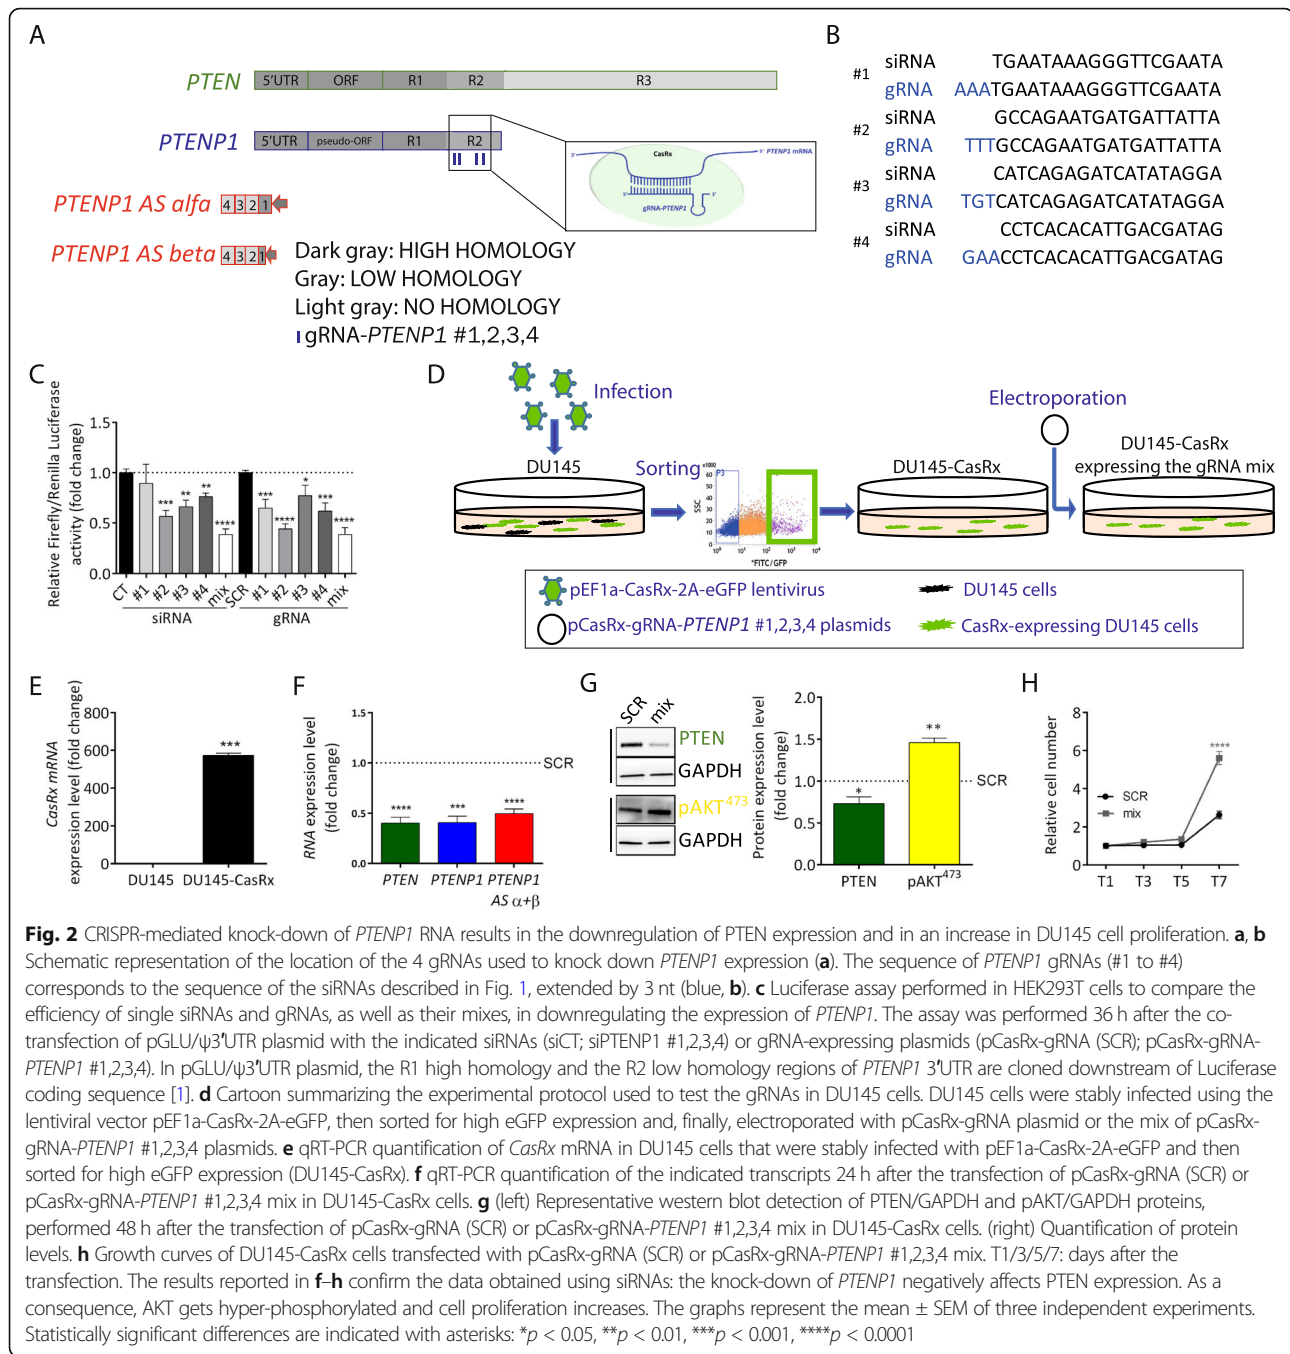 A
PTEN
5'UTR ORF R1 R2 R3
PTENP1
5'UTR pseudo-ORF R1 R2
CasRx
3'
5' PTENP1 mRNA
5'
3'
gRNA-PTENP1
PTENP1 AS alfa 4 3 2 1
PTENP1 AS beta 4 3 2 1
Dark gray: HIGH HOMOLOGY
Gray: LOW HOMOLOGY
Light gray: NO HOMOLOGY
gRNA-PTENP1 #1,2,3,4
B
#1
siRNA TGAATAAAGGGTTCGAATA
gRNA AAATGAATAAAGGGTTCGAATA
#2
siRNA GCCAGAATGATGATTATTA
gRNA TTTGCCAGAATGATGATTATTA
#3
siRNA CATCAGAGATCATATAGGA
gRNA TGTCATCAGAGATCATATAGGA
#4
siRNA CCTCACACATTGACGATAG
gRNA GAACCTCACACATTGACGATAG
C
Relative Firefly/Renilla Luciferase
activity (fold change)
1.5
1.0
0.5
0.0
*** ** ** **** *** **** * *** ****
CT #1 #2 #3 #4 mix SCR #1 #2 #3 #4 mix
siRNA gRNA
D
Infection
DU145
Sorting
x1000
60
50
40
30
20
10
0
SSC
P3
10⁰ 10¹ 10² 10³ 10⁴
*FITC/GFP
DU145-CasRx
Electroporation
DU145-CasRx
expressing the gRNA mix
pEF1a-CasRx-2A-eGFP lentivirus
DU145 cells
pCasRx-gRNA-PTENP1 #1,2,3,4 plasmids
CasRx-expressing DU145 cells
E
CasRx mRNA
expression level (fold change)
800
600
400
200
0
***
DU145 DU145-CasRx
F
RNA expression level
(fold change)
1.5
1.0
0.5
0.0
SCR
**** *** ****
PTEN PTENP1 PTENP1
AS α+β
G
SCR mix
PTEN
GAPDH
pAKT⁴⁷³
GAPDH
Protein expression level
(fold change)
2.0
1.5
1.0
0.5
0.0
SCR
* **
PTEN pAKT⁴⁷³
H
Relative cell number
8
6
4
2
0
****
SCR
mix
T1 T3 T5 T7
Fig. 2 CRISPR-mediated knock-down of PTENP1 RNA results in the downregulation of PTEN expression and in an increase in DU145 cell proliferation. a, b
Schematic representation of the location of the 4 gRNAs used to knock down PTENP1 expression (a). The sequence of PTENP1 gRNAs (#1 to #4)
corresponds to the sequence of the siRNAs described in Fig. 1, extended by 3 nt (blue, b). c Luciferase assay performed in HEK293T cells to compare the
efficiency of single siRNAs and gRNAs, as well as their mixes, in downregulating the expression of PTENP1. The assay was performed 36 h after the co-
transfection of pGLU/ψ3′UTR plasmid with the indicated siRNAs (siCT; siPTENP1 #1,2,3,4) or gRNA-expressing plasmids (pCasRx-gRNA (SCR); pCasRx-gRNA-
PTENP1 #1,2,3,4). In pGLU/ψ3′UTR plasmid, the R1 high homology and the R2 low homology regions of PTENP1 3′UTR are cloned downstream of Luciferase
coding sequence [1]. d Cartoon summarizing the experimental protocol used to test the gRNAs in DU145 cells. DU145 cells were stably infected using the
lentiviral vector pEF1a-CasRx-2A-eGFP, then sorted for high eGFP expression and, finally, electroporated with pCasRx-gRNA plasmid or the mix of pCasRx-
gRNA-PTENP1 #1,2,3,4 plasmids. e qRT-PCR quantification of CasRx mRNA in DU145 cells that were stably infected with pEF1a-CasRx-2A-eGFP and then
sorted for high eGFP expression (DU145-CasRx). f qRT-PCR quantification of the indicated transcripts 24 h after the transfection of pCasRx-gRNA (SCR) or
pCasRx-gRNA-PTENP1 #1,2,3,4 mix in DU145-CasRx cells. g (left) Representative western blot detection of PTEN/GAPDH and pAKT/GAPDH proteins,
performed 48 h after the transfection of pCasRx-gRNA (SCR) or pCasRx-gRNA-PTENP1 #1,2,3,4 mix in DU145-CasRx cells. (right) Quantification of protein
levels. h Growth curves of DU145-CasRx cells transfected with pCasRx-gRNA (SCR) or pCasRx-gRNA-PTENP1 #1,2,3,4 mix. T1/3/5/7: days after the
transfection. The results reported in f–h confirm the data obtained using siRNAs: the knock-down of PTENP1 negatively affects PTEN expression. As a
consequence, AKT gets hyper-phosphorylated and cell proliferation increases. The graphs represent the mean ± SEM of three independent experiments.
Statistically significant differences are indicated with asterisks: *p < 0.05, **p < 0.01, ***p < 0.001, ****p < 0.0001